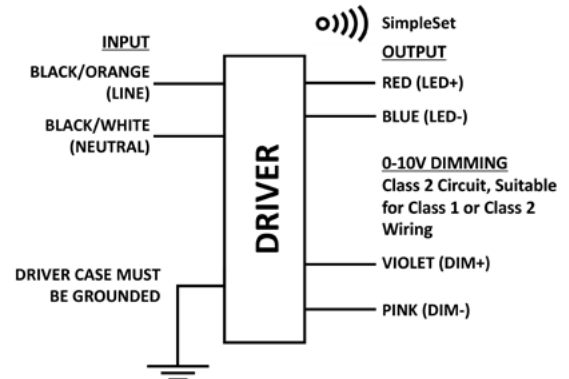 INPUT
BLACK/ORANGE
(LINE)
BLACK/WHITE
(NEUTRAL)
DRIVER CASE MUST
BE GROUNDED
DRIVER
SimpleSet
OUTPUT
RED (LED+)
BLUE (LED-)
0-10V DIMMING
Class 2 Circuit, Suitable
for Class 1 or Class 2
Wiring
VIOLET (DIM+)
PINK (DIM-)